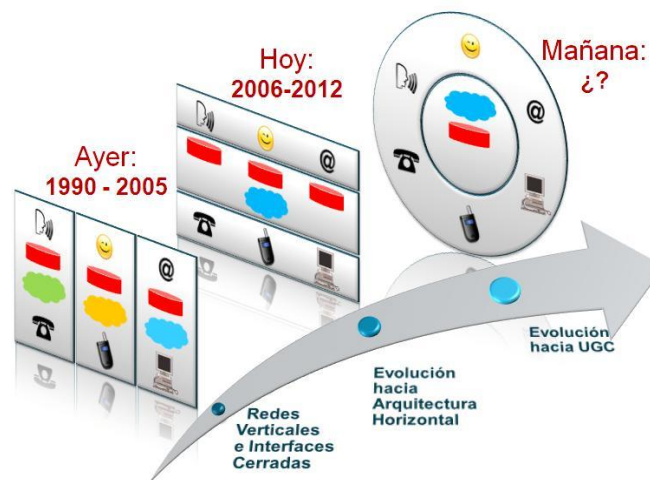 Ayer:
1990 - 2005
Hoy:
2006-2012
Mañana:
¿?
@
@
@
Redes
Verticales
e Interfaces
Cerradas
Evolución
hacia
Arquitectura
Horizontal
Evolución
hacia UGC